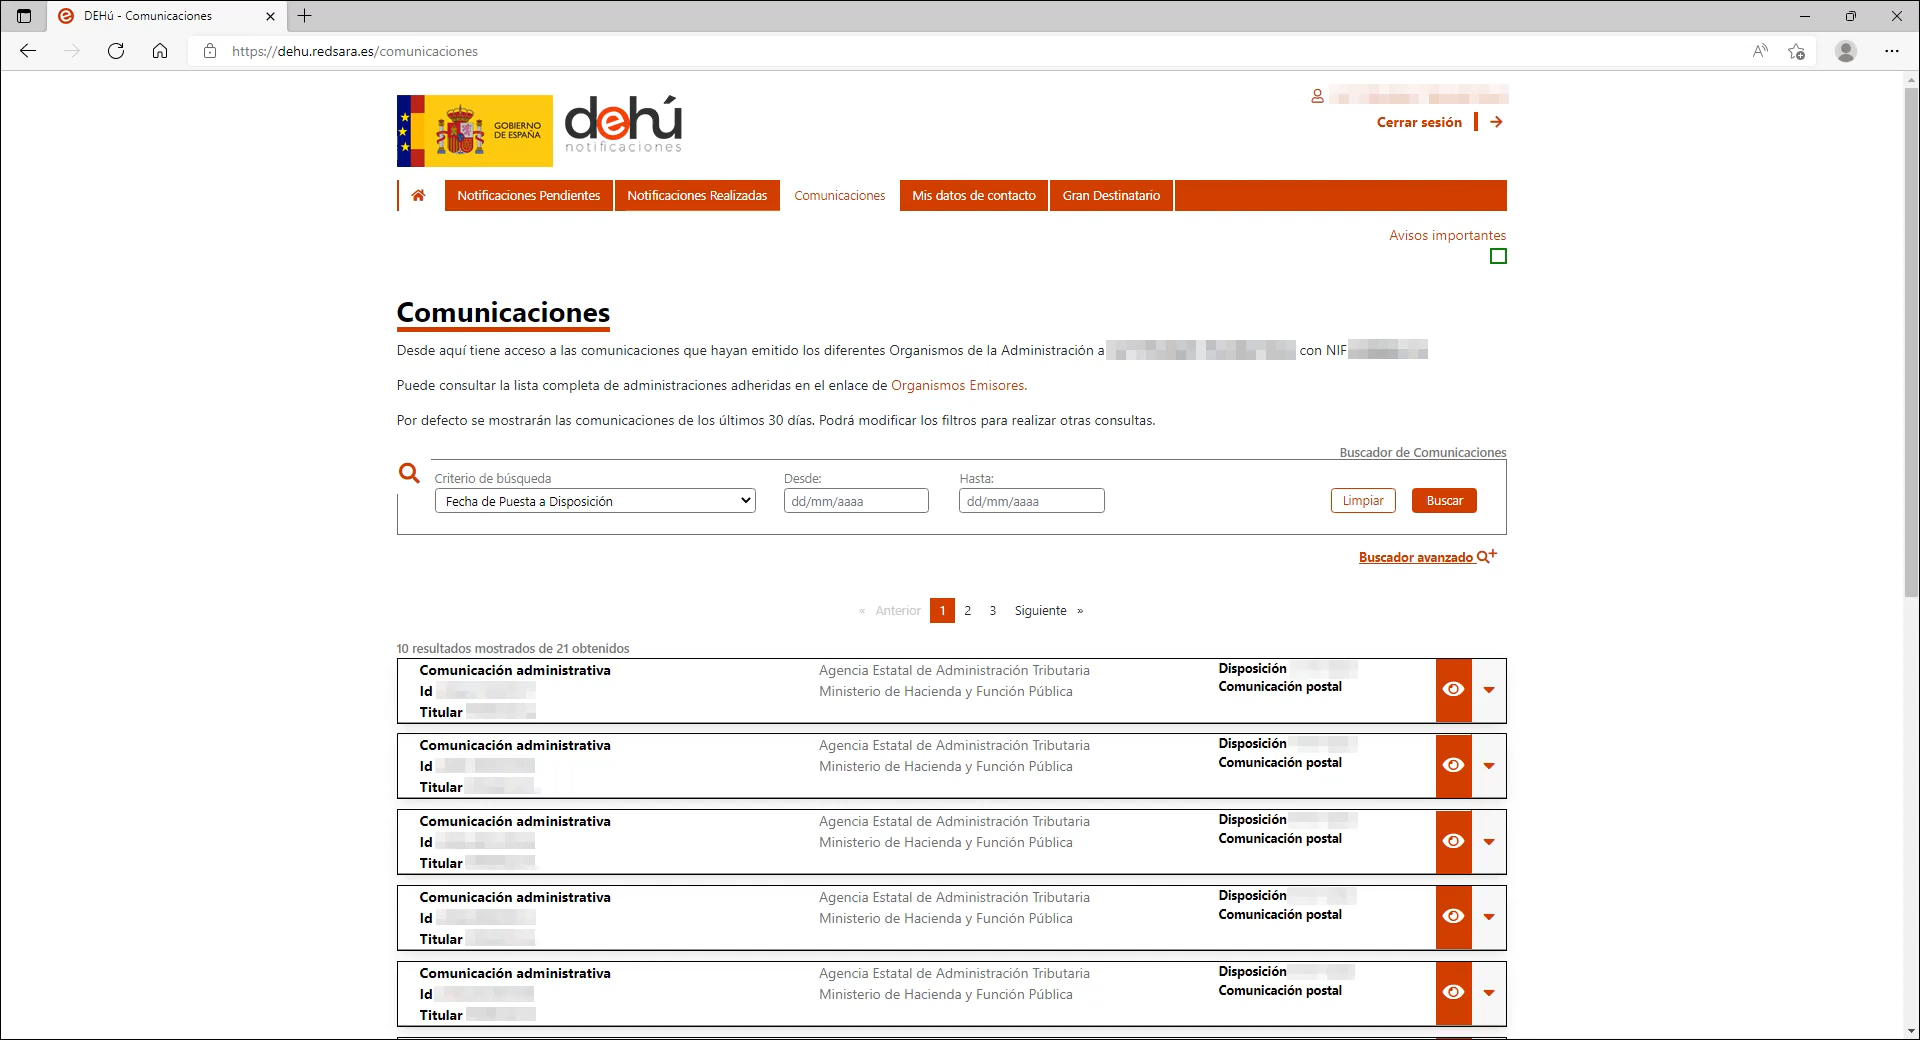 DEHú - Comunicaciones
https://dehu.redsara.es/comunicaciones
GOBIERNO
DE ESPAÑA
dehú
notificaciones
Cerrar sesión
Notificaciones Pendientes
Notificaciones Realizadas
Comunicaciones
Mis datos de contacto
Gran Destinatario
Avisos importantes
Comunicaciones
Desde aquí tiene acceso a las comunicaciones que hayan emitido los diferentes Organismos de la Administración a con NIF
Puede consultar la lista completa de administraciones adheridas en el enlace de Organismos Emisores.
Por defecto se mostrarán las comunicaciones de los últimos 30 días. Podrá modificar los filtros para realizar otras consultas.
Buscador de Comunicaciones
Criterio de búsqueda
Desde:
Hasta:
Fecha de Puesta a Disposición
dd/mm/aaaa
dd/mm/aaaa
Limpiar
Buscar
Buscador avanzado
« Anterior 1 2 3 Siguiente »
10 resultados mostrados de 21 obtenidos
Comunicación administrativa
Id
Titular
Agencia Estatal de Administración Tributaria
Ministerio de Hacienda y Función Pública
Disposición
Comunicación postal
Comunicación administrativa
Id
Titular
Agencia Estatal de Administración Tributaria
Ministerio de Hacienda y Función Pública
Disposición
Comunicación postal
Comunicación administrativa
Id
Titular
Agencia Estatal de Administración Tributaria
Ministerio de Hacienda y Función Pública
Disposición
Comunicación postal
Comunicación administrativa
Id
Titular
Agencia Estatal de Administración Tributaria
Ministerio de Hacienda y Función Pública
Disposición
Comunicación postal
Comunicación administrativa
Id
Titular
Agencia Estatal de Administración Tributaria
Ministerio de Hacienda y Función Pública
Disposición
Comunicación postal